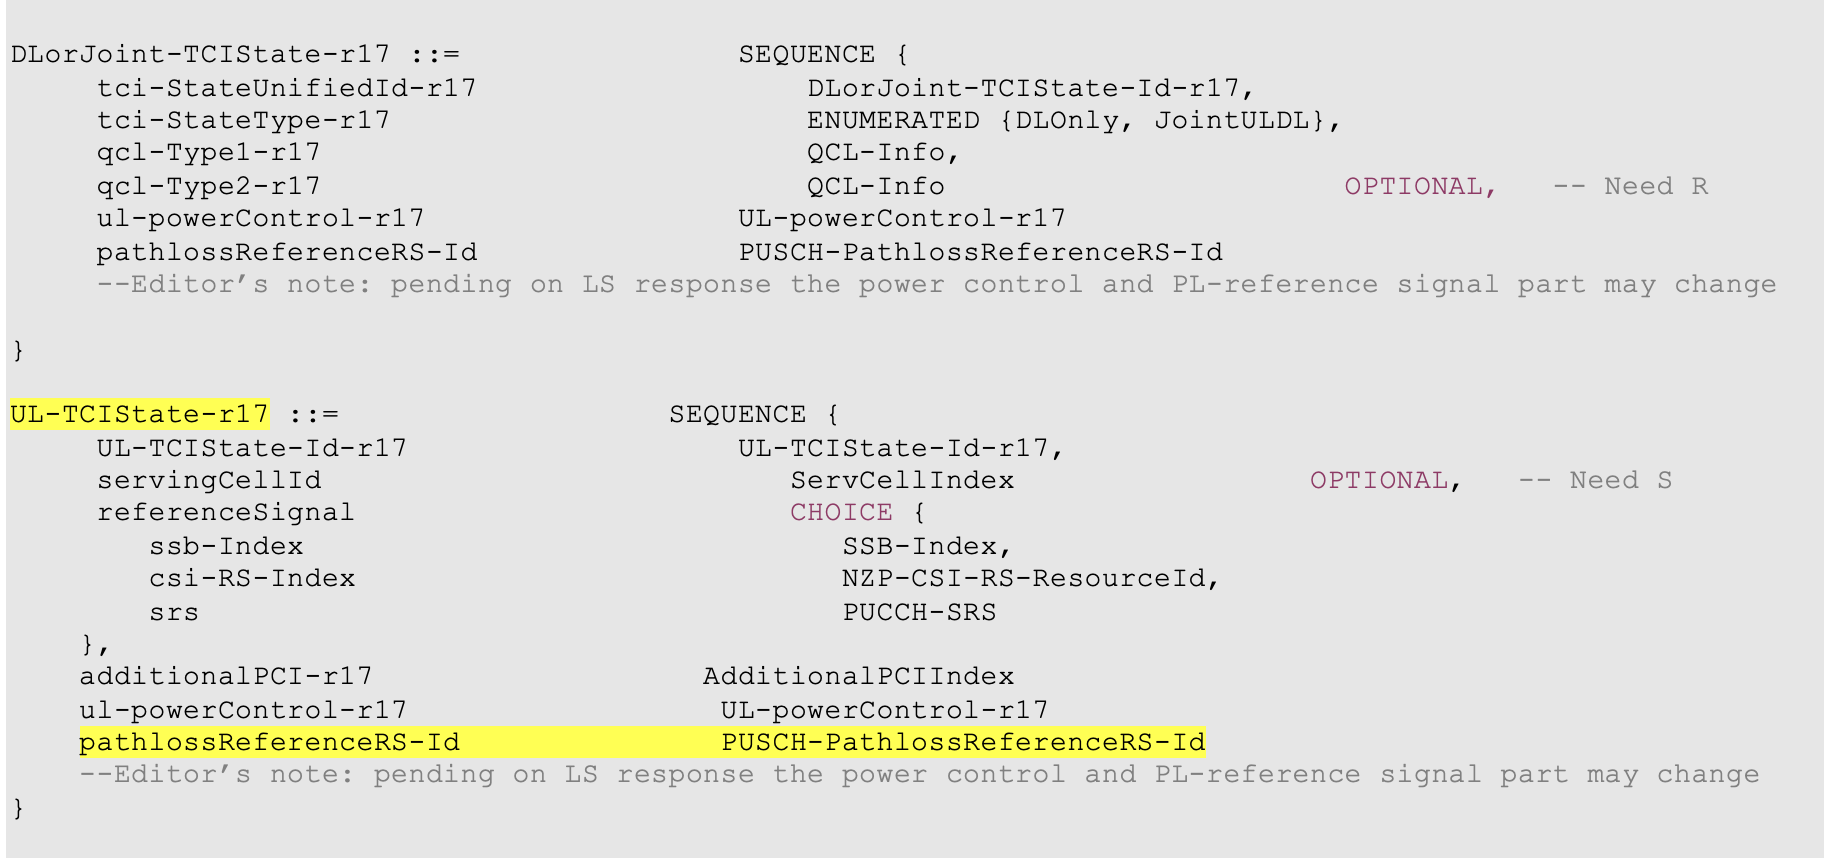 DLorJoint-TCIState-r17 ::= SEQUENCE {
tci-StateUnifiedId-r17 DLorJoint-TCIState-Id-r17,
tci-StateType-r17 ENUMERATED {DLOnly, JointULDL},
qcl-Type1-r17 QCL-Info,
qcl-Type2-r17 QCL-Info OPTIONAL, -- Need R
ul-powerControl-r17 UL-powerControl-r17
pathlossReferenceRS-Id PUSCH-PathlossReferenceRS-Id
--Editor’s note: pending on LS response the power control and PL-reference signal part may change
}
UL-TCIState-r17 ::= SEQUENCE {
UL-TCIState-Id-r17 UL-TCIState-Id-r17,
servingCellId ServCellIndex OPTIONAL, -- Need S
referenceSignal CHOICE {
ssb-Index SSB-Index,
csi-RS-Index NZP-CSI-RS-ResourceId,
srs PUCCH-SRS
},
additionalPCI-r17 AdditionalPCIIndex
ul-powerControl-r17 UL-powerControl-r17
pathlossReferenceRS-Id PUSCH-PathlossReferenceRS-Id
--Editor’s note: pending on LS response the power control and PL-reference signal part may change
}